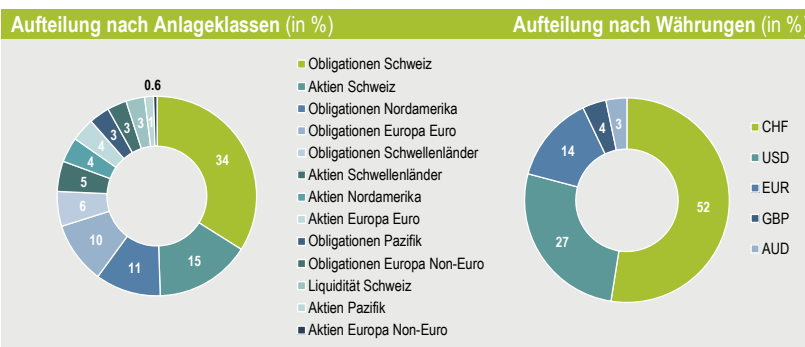 Aufteilung nach Anlageklassen (in %)
0.6
34
15
11
10
6
5
4
4
3
3
3
1
Obligationen Schweiz
Aktien Schweiz
Obligationen Nordamerika
Obligationen Europa Euro
Obligationen Schwellenländer
Aktien Schwellenländer
Aktien Nordamerika
Aktien Europa Euro
Obligationen Pazifik
Obligationen Europa Non-Euro
Liquidität Schweiz
Aktien Pazifik
Aktien Europa Non-Euro
Aufteilung nach Währungen (in %)
52
27
14
4
3
CHF
USD
EUR
GBP
AUD